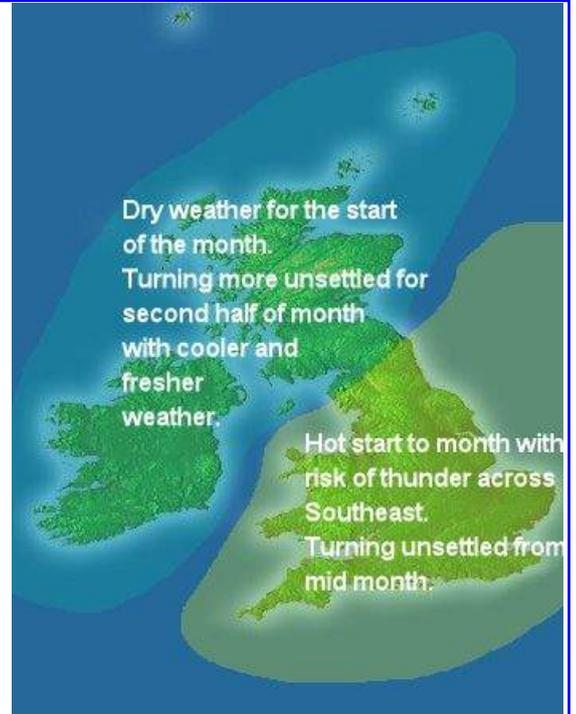 Dry weather for the start
of the month.
Turning more unsettled for
second half of month
with cooler and
fresher
weather.
Hot start to month with
risk of thunder across
Southeast.
Turning unsettled from
mid month.